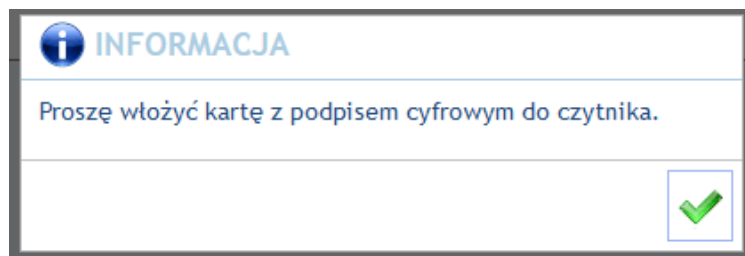 INFORMACJA
Proszę włożyć kartę z podpisem cyfrowym do czytnika.